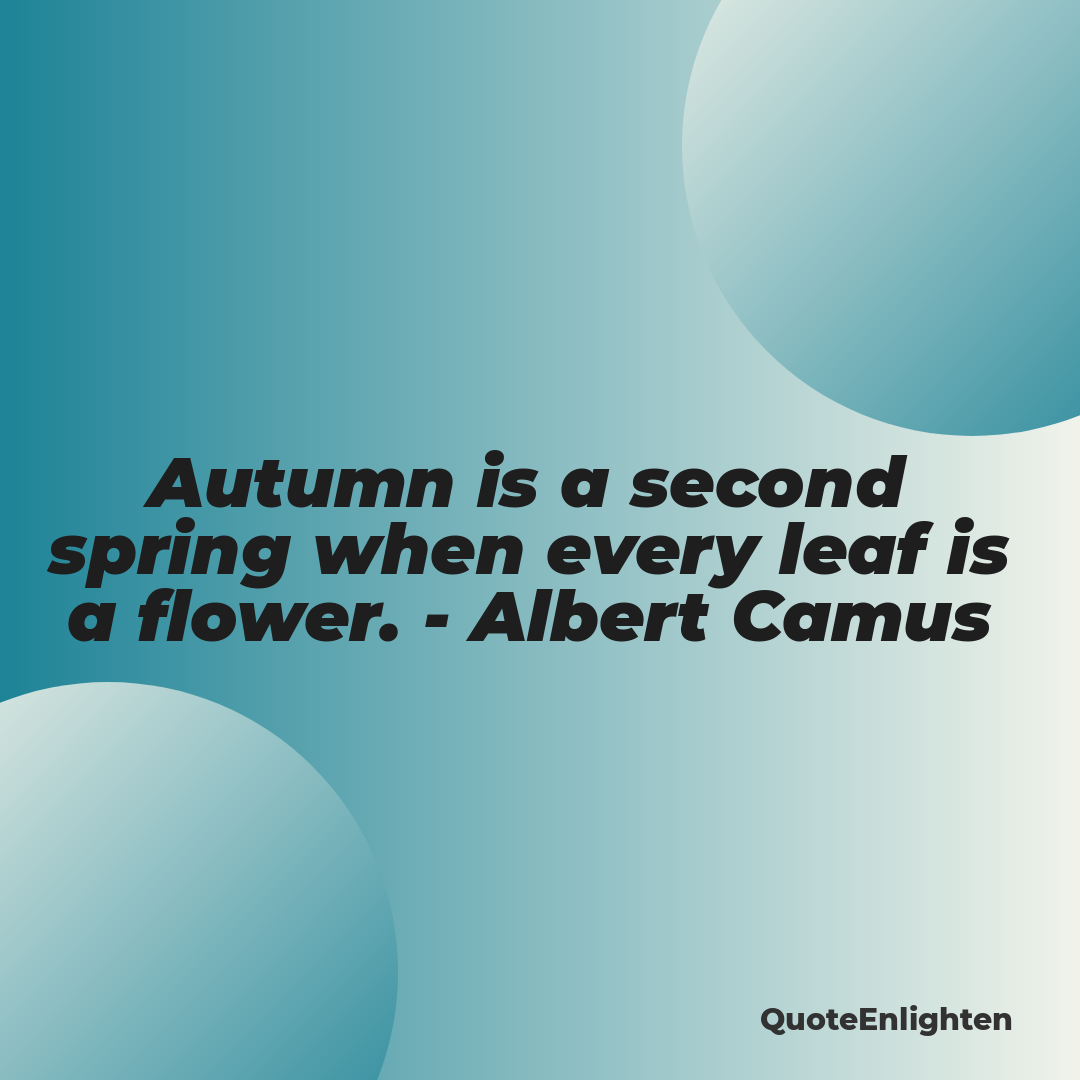 Autumn is a second
spring when every leaf is
a flower. - Albert Camus
QuoteEnlighten